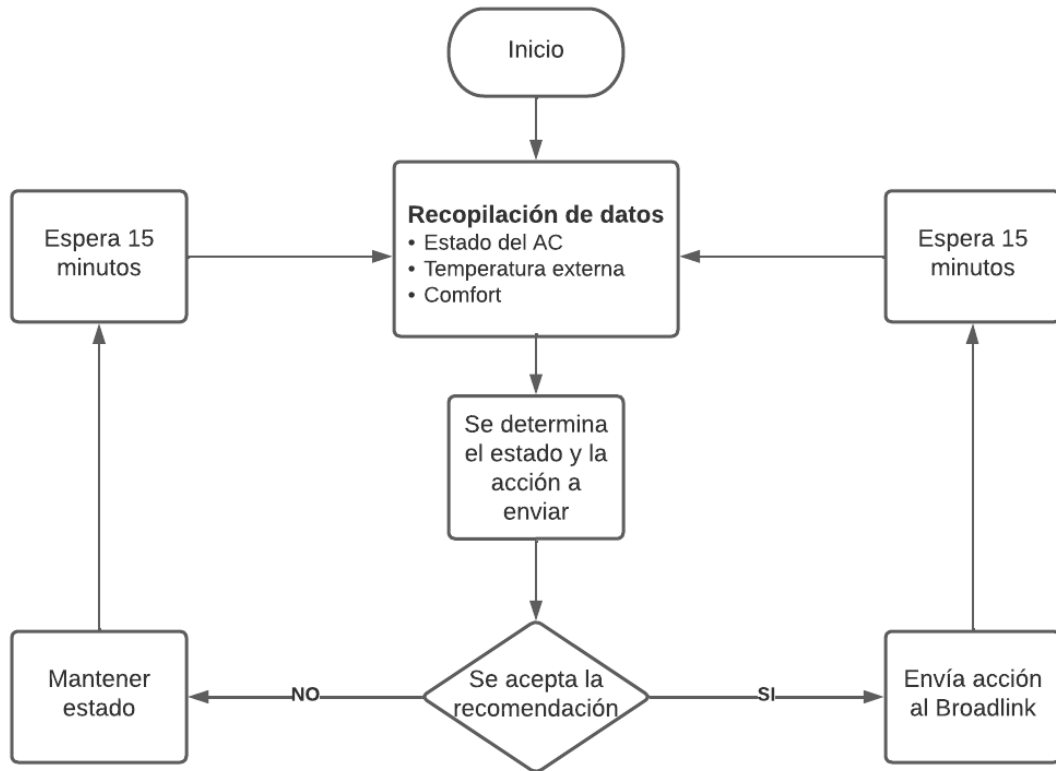 Inicio
Recopilación de datos
• Estado del AC
• Temperatura externa
• Comfort
Espera 15
minutos
Espera 15
minutos
Se determina
el estado y la
acción a
enviar
Se acepta la
recomendación
NO
SI
Mantener
estado
Envía acción
al Broadlink